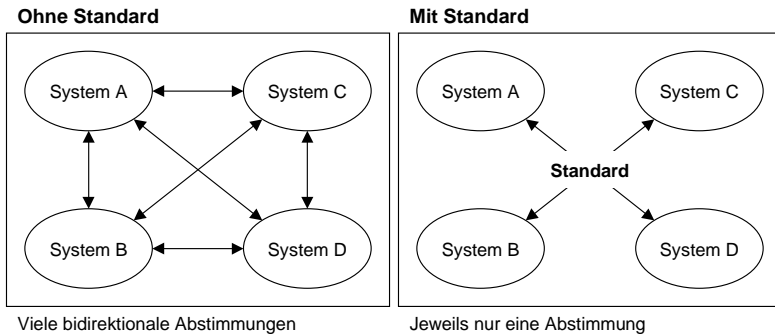 Ohne Standard
System A
System C
System B
System D
Viele bidirektionale Abstimmungen
Mit Standard
System A
System C
Standard
System B
System D
Jeweils nur eine Abstimmung